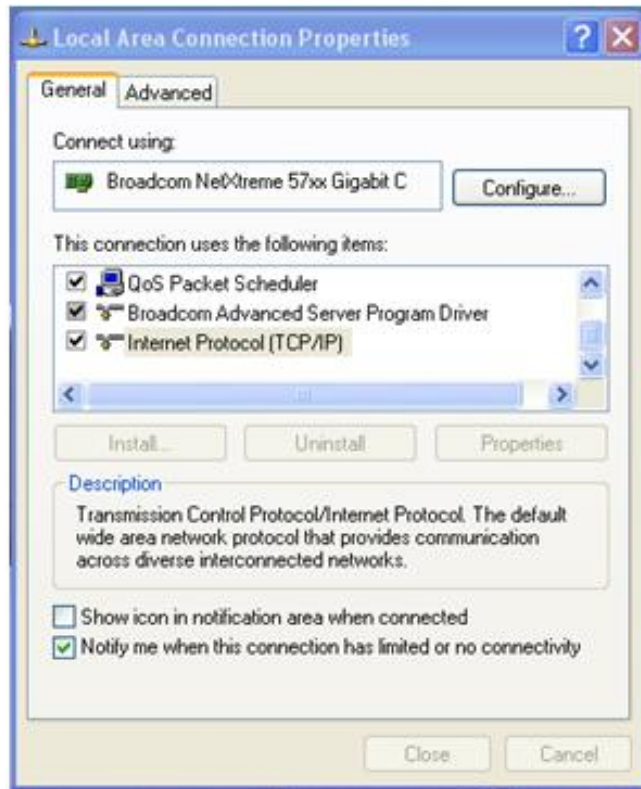 Local Area Connection Properties
General Advanced
Connect using:
Broadcom NetXtreme 57xx Gigabit C
Configure...
This connection uses the following items:
QoS Packet Scheduler
Broadcom Advanced Server Program Driver
Internet Protocol (TCP/IP)
Install... Uninstall Properties
Description
Transmission Control Protocol/Internet Protocol. The default
wide area network protocol that provides communication
across diverse interconnected networks.
Show icon in notification area when connected
Notify me when this connection has limited or no connectivity
Close Cancel